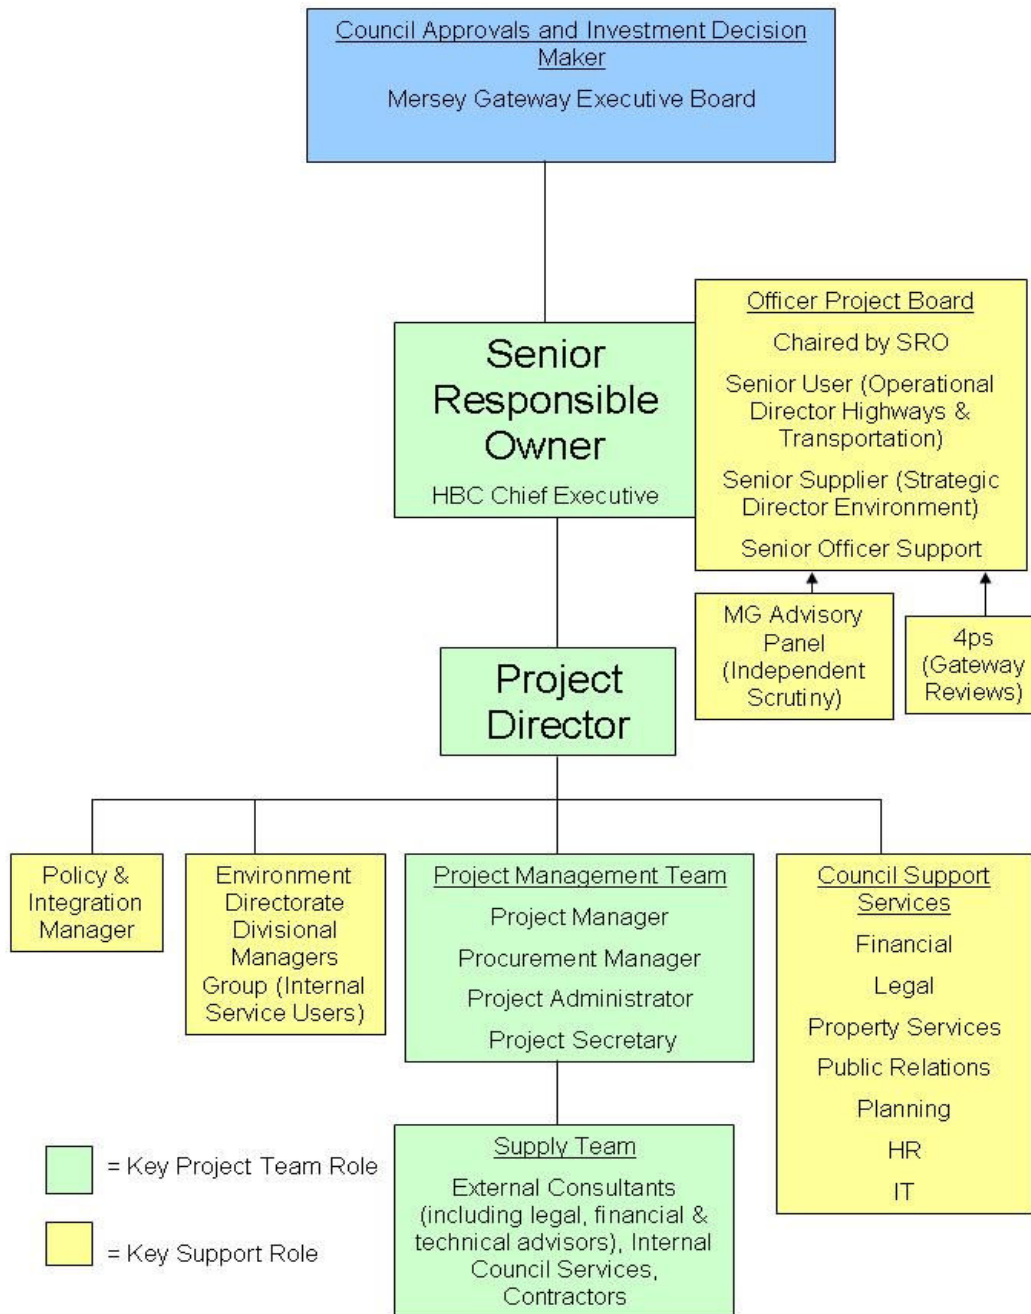 Council Approvals and Investment Decision
Maker
Mersey Gateway Executive Board
Senior
Responsible
Owner
HBC Chief Executive
Officer Project Board
Chaired by SRO
Senior User (Operational
Director Highways &
Transportation)
Senior Supplier (Strategic
Director Environment)
Senior Officer Support
MG Advisory
Panel
(Independent
Scrutiny)
4ps
(Gateway
Reviews)
Project
Director
Policy &
Integration
Manager
Environment
Directorate
Divisional
Managers
Group (Internal
Service Users)
Project Management Team
Project Manager
Procurement Manager
Project Administrator
Project Secretary
Council Support
Services
Financial
Legal
Property Services
Public Relations
Planning
HR
IT
Supply Team
External Consultants
(including legal, financial &
technical advisors), Internal
Council Services,
Contractors
= Key Project Team Role
= Key Support Role